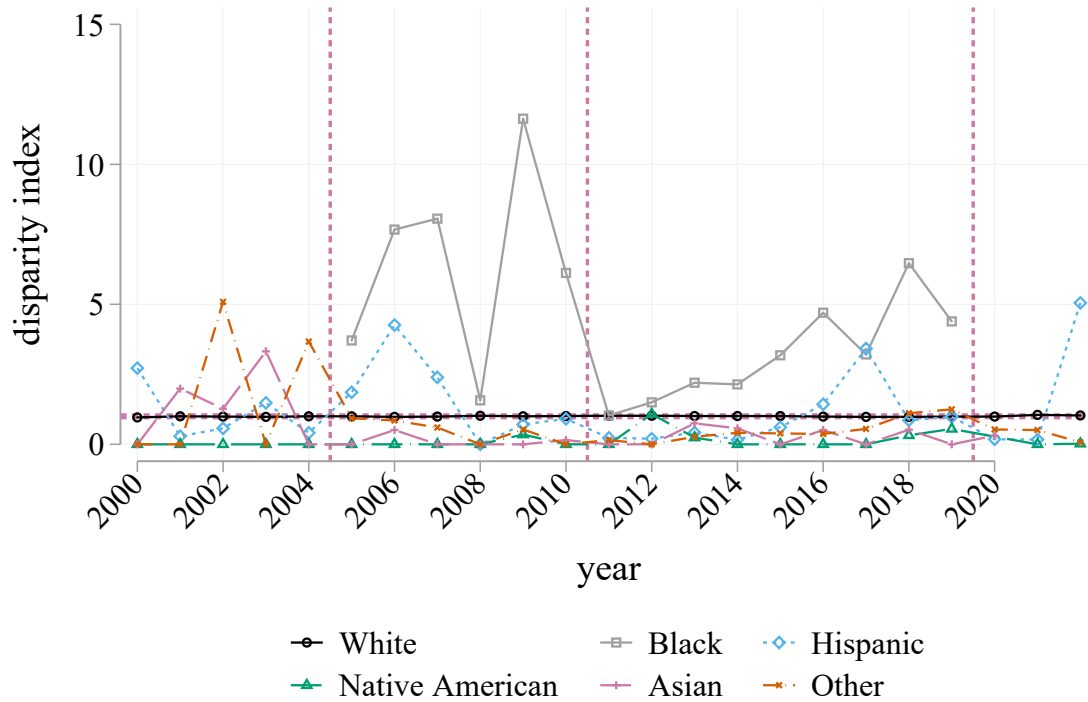 15
10
5
0
disparity index
2000 2002 2004 2006 2008 2010 2012 2014 2016 2018 2020
year
White Black Hispanic
Native American Asian Other